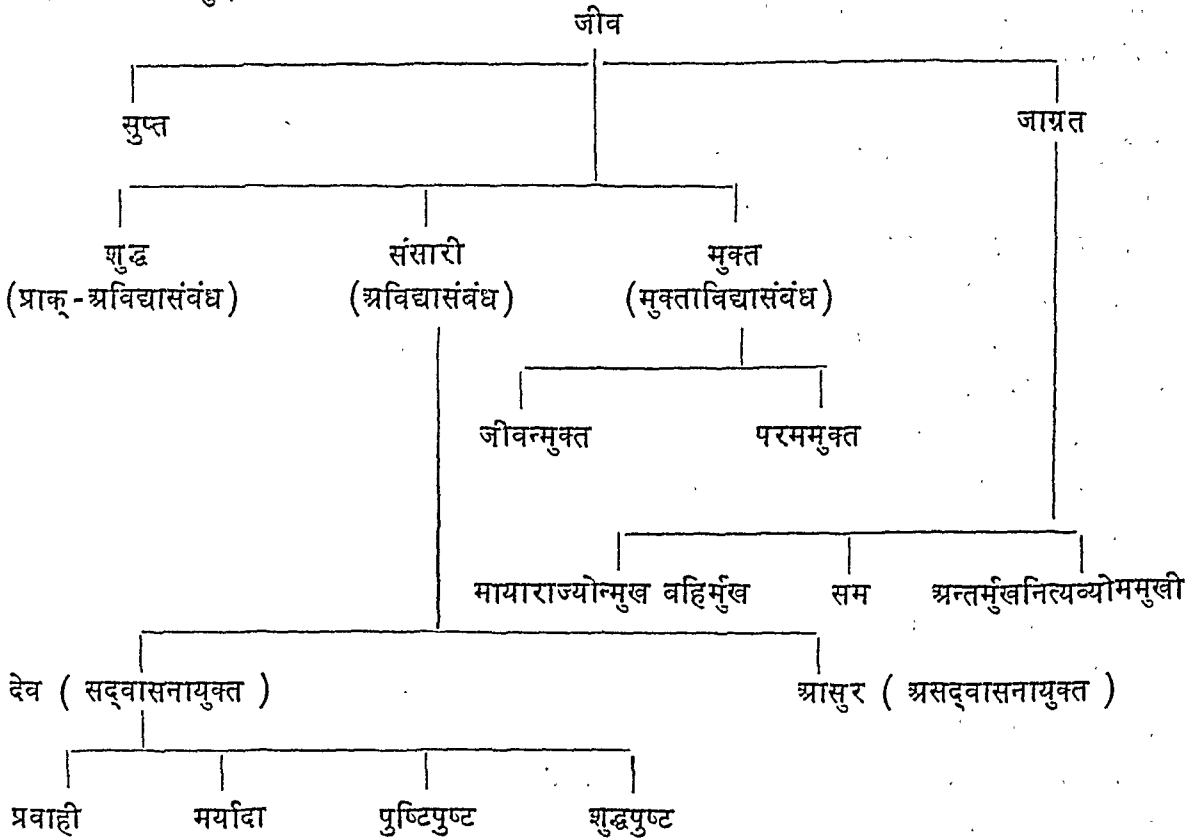 जीव
सुप्त जाग्रत
शुद्ध संसारी मुक्त
(प्राक्-अविद्यासंबंध) (अविद्यासंबंध) (मुक्ताविद्यासंबंध)
जीवन्मुक्त परममुक्त
मायाराज्योन्मुख वहिर्मुख सम अन्तर्मुखनित्यव्योममुखी
देव ( सद्वासनायुक्त ) आसुर ( असद्वासनायुक्त )
प्रवाही मर्यादा पुष्टिपुष्ट शुद्धपुष्ट